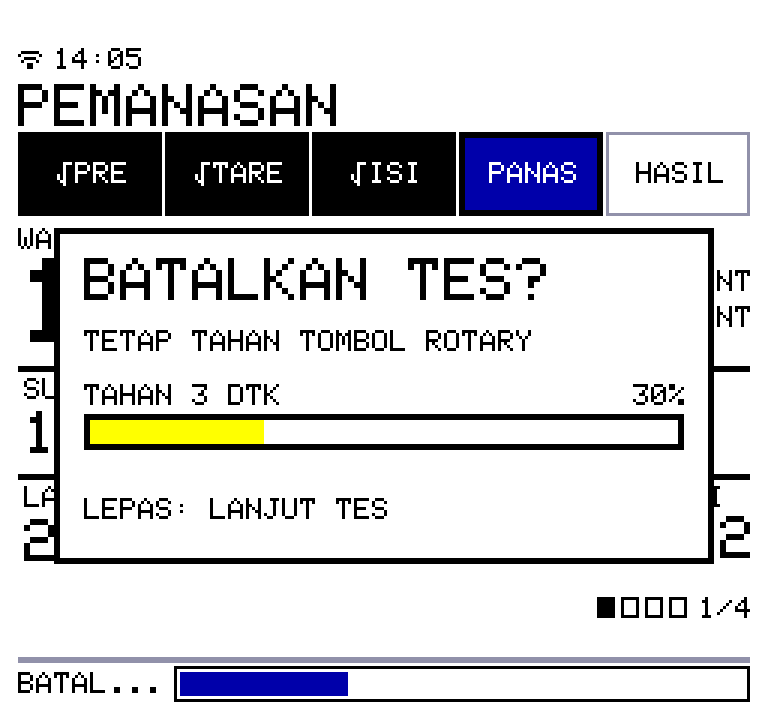 14:05
PEMANASAN
√PRE √TARE √ISI PANAS HASIL
BATALKAN TES?
TETAP TAHAN TOMBOL ROTARY
TAHAN 3 DTK 30%
LEPAS: LANJUT TES
1/4
BATAL...